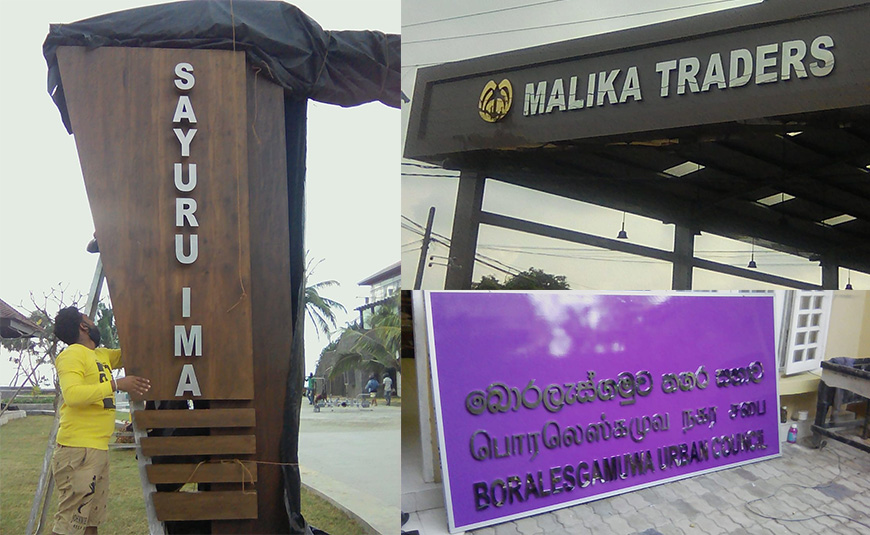 SAYURU IMA
MALIKA TRADERS
බොරලැස්ගමුව නගර සභාව
பொரலெஸ்கமுவ நகர சபை
BORALESGAMUWA URBAN COUNCIL